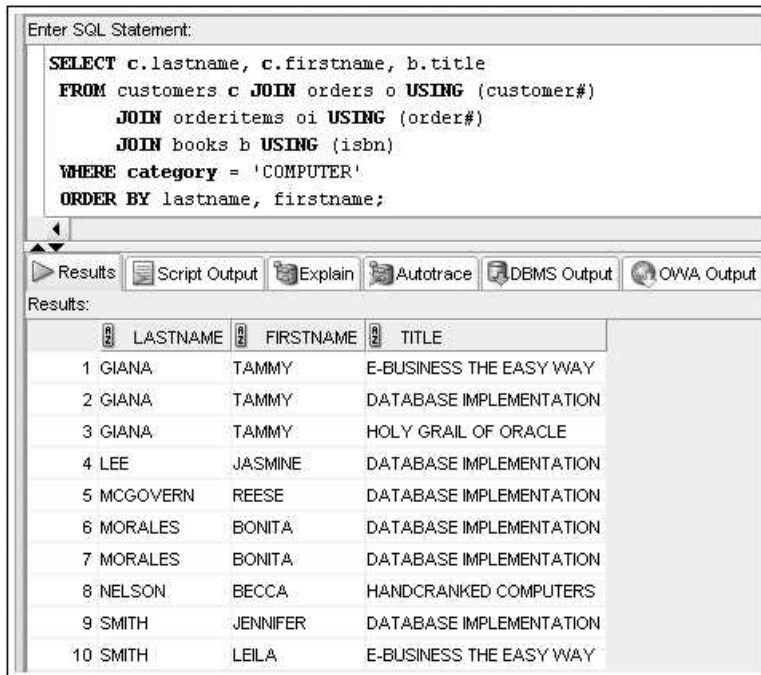 Enter SQL Statement:
SELECT c.lastname, c.firstname, b.title
FROM customers c JOIN orders o USING (customer#)
JOIN orderitems oi USING (order#)
JOIN books b USING (isbn)
WHERE category = 'COMPUTER'
ORDER BY lastname, firstname;
Results Script Output Explain Autotrace DBMS Output OWA Output
Results:
LASTNAME FIRSTNAME TITLE
1 GIANA TAMMY E-BUSINESS THE EASY WAY
2 GIANA TAMMY DATABASE IMPLEMENTATION
3 GIANA TAMMY HOLY GRAIL OF ORACLE
4 LEE JASMINE DATABASE IMPLEMENTATION
5 MCGOVERN REESE DATABASE IMPLEMENTATION
6 MORALES BONITA DATABASE IMPLEMENTATION
7 MORALES BONITA DATABASE IMPLEMENTATION
8 NELSON BECCA HANDCRANKED COMPUTERS
9 SMITH JENNIFER DATABASE IMPLEMENTATION
10 SMITH LEILA E-BUSINESS THE EASY WAY